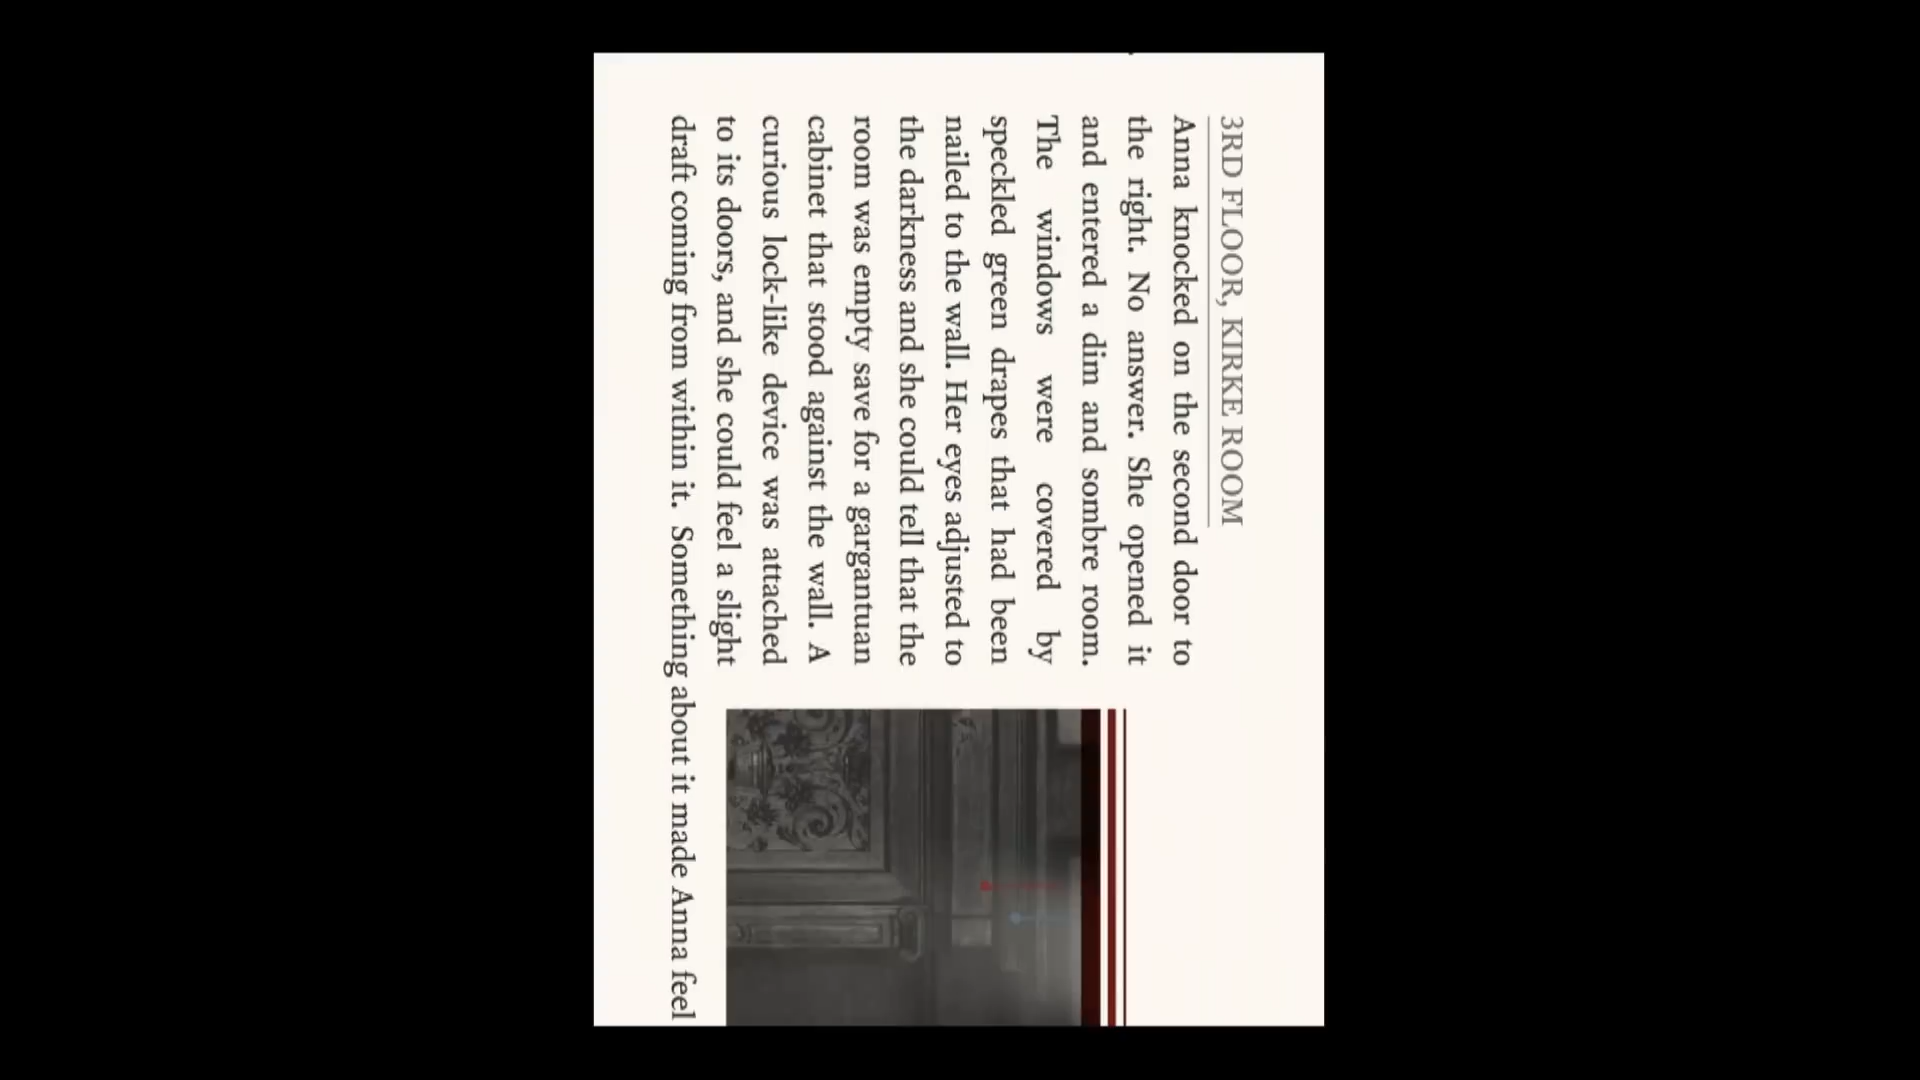 3RD FLOOR, KIRKE ROOM
Anna knocked on the second door to
the right. No answer. She opened it
and entered a dim and sombre room.
The windows were covered by
speckled green drapes that had been
nailed to the wall. Her eyes adjusted to
the darkness and she could tell that the
room was empty save for a gargantuan
cabinet that stood against the wall. A
curious lock-like device was attached
to its doors, and she could feel a slight
draft coming from within it. Something about it made Anna feel